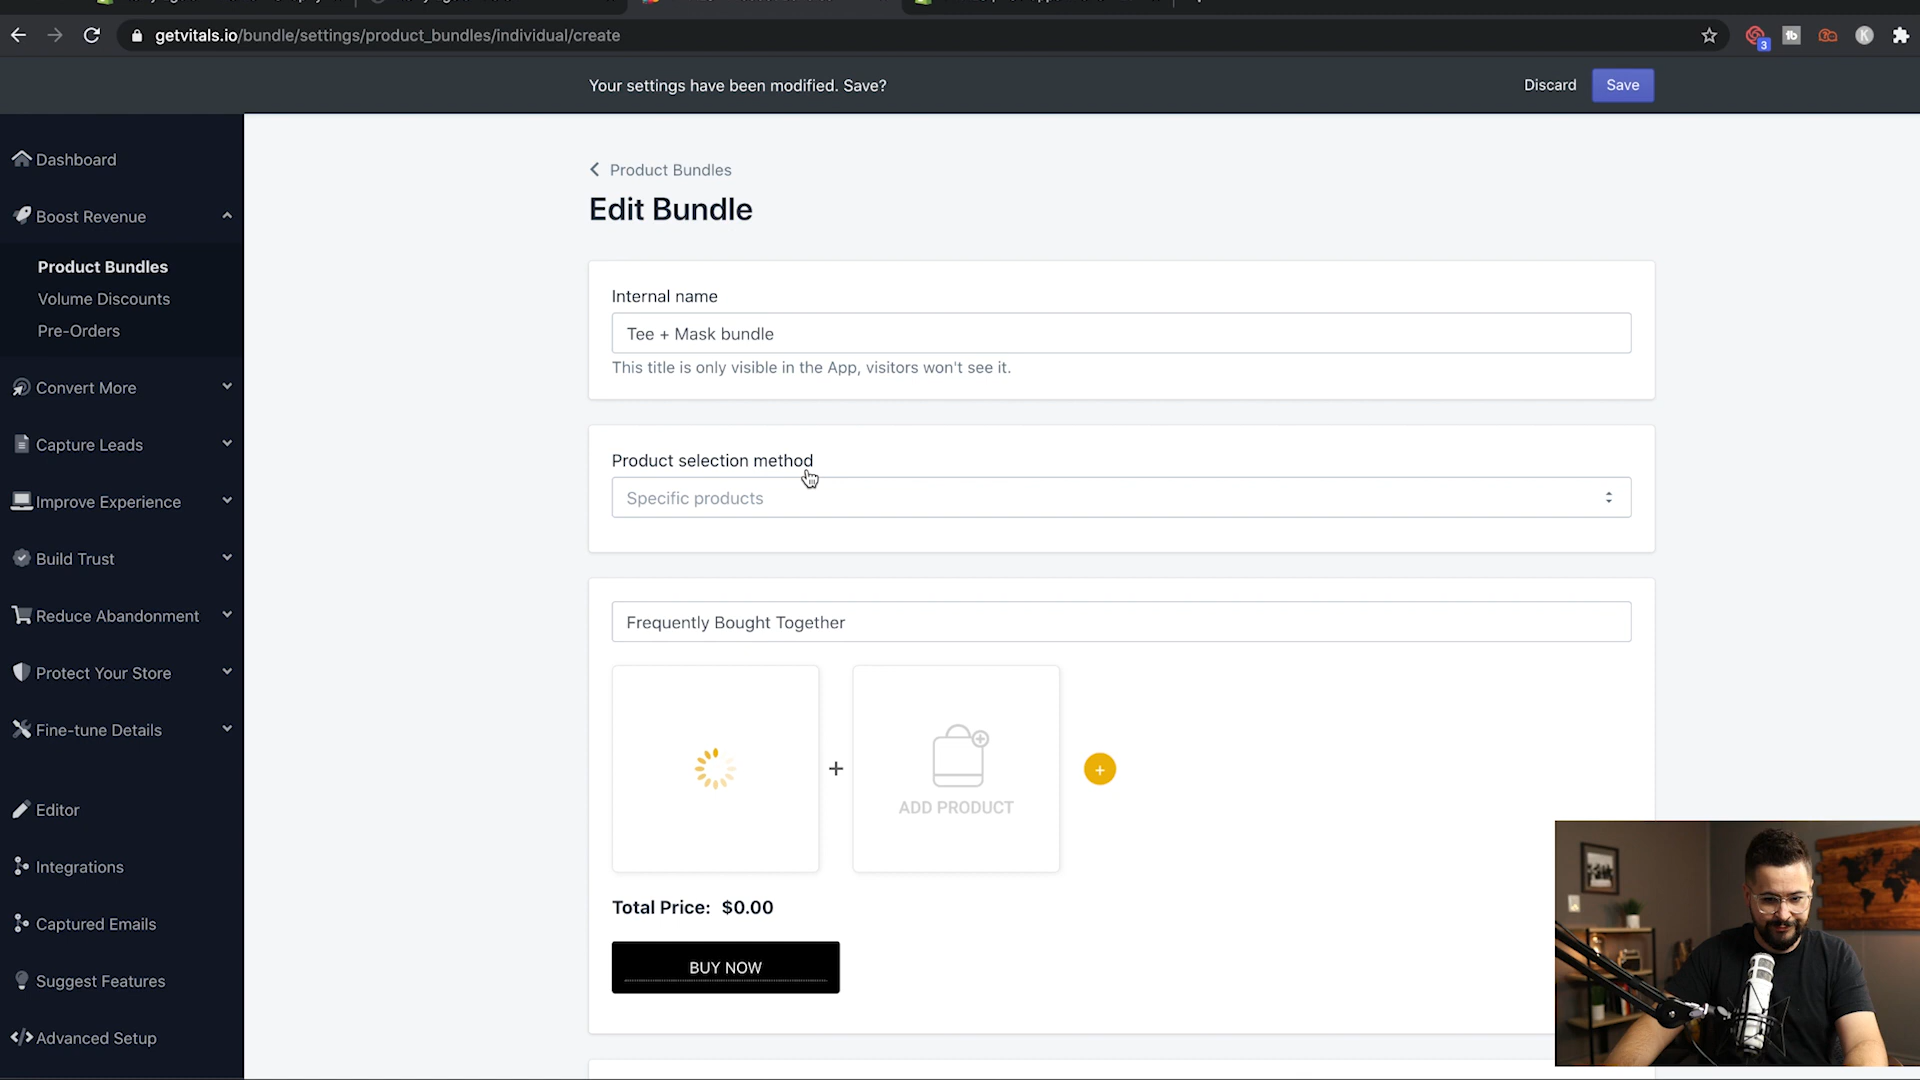 getvitals.io/bundle/settings/product_bundles/individual/create
3
K
Your settings have been modified. Save?
Discard
Save
Dashboard
Boost Revenue
Product Bundles
Volume Discounts
Pre-Orders
Convert More
Capture Leads
Improve Experience
Build Trust
Reduce Abandonment
Protect Your Store
Fine-tune Details
Editor
Integrations
Captured Emails
Suggest Features
Advanced Setup
Product Bundles
Edit Bundle
Internal name
Tee + Mask bundle
This title is only visible in the App, visitors won't see it.
Product selection method
Specific products
Frequently Bought Together
+
ADD PRODUCT
+
Total Price: $0.00
BUY NOW